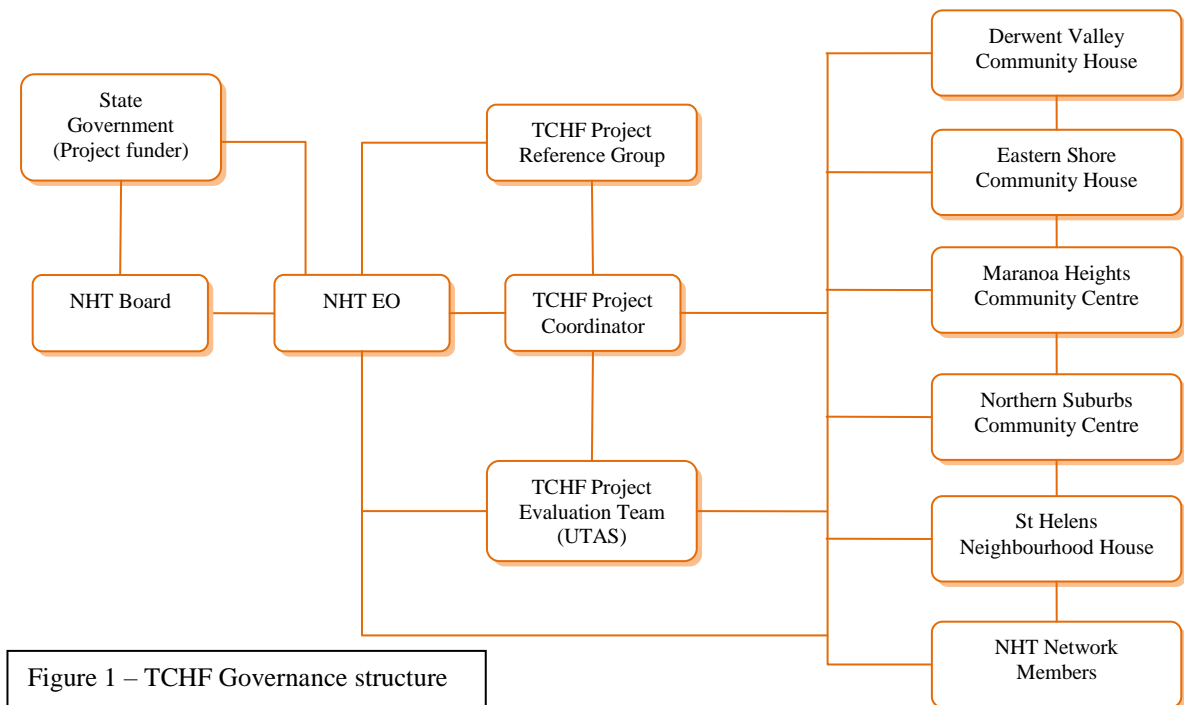 State
Government
(Project funder)
NHT Board
NHT EO
TCHF Project
Reference Group
TCHF Project
Coordinator
TCHF Project
Evaluation Team
(UTAS)
Derwent Valley
Community House
Eastern Shore
Community House
Maranoa Heights
Community Centre
Northern Suburbs
Community Centre
St Helens
Neighbourhood House
NHT Network
Members
Figure 1 – TCHF Governance structure